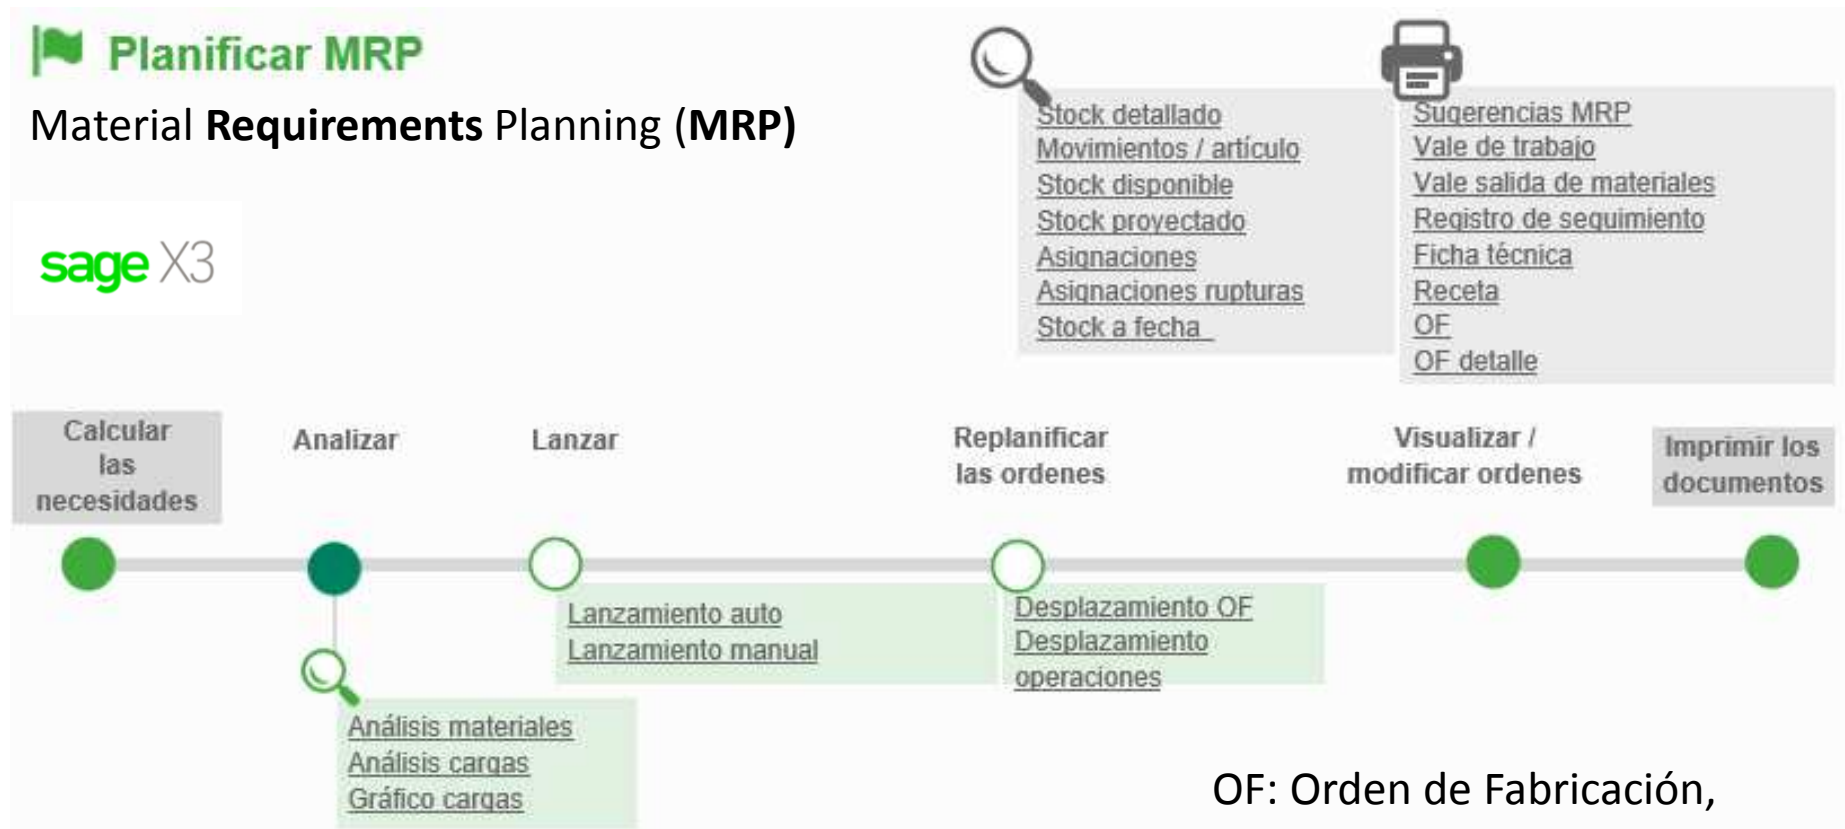 Planificar MRP
Material Requirements Planning (MRP)
sage X3
Stock detallado
Movimientos / artículo
Stock disponible
Stock proyectado
Asignaciones
Asignaciones rupturas
Stock a fecha
Sugerencias MRP
Vale de trabajo
Vale salida de materiales
Registro de seguimiento
Ficha técnica
Receta
OF
OF detalle
Calcular
las
necesidades
Analizar
Lanzar
Replanificar
las ordenes
Visualizar /
modificar ordenes
Imprimir los
documentos
Lanzamiento auto
Lanzamiento manual
Desplazamiento OF
Desplazamiento
operaciones
Análisis materiales
Análisis cargas
Gráfico cargas
OF: Orden de Fabricación,